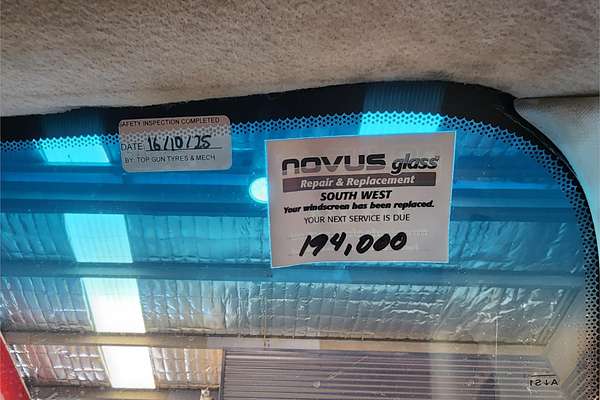 SAFETY INSPECTION COMPLETED
DATE 16/10/25
BY: TOP GUN TYRES & MECH
novus glass
Repair & Replacement
SOUTH WEST
Your windscreen has been replaced.
YOUR NEXT SERVICE IS DUE
194,000